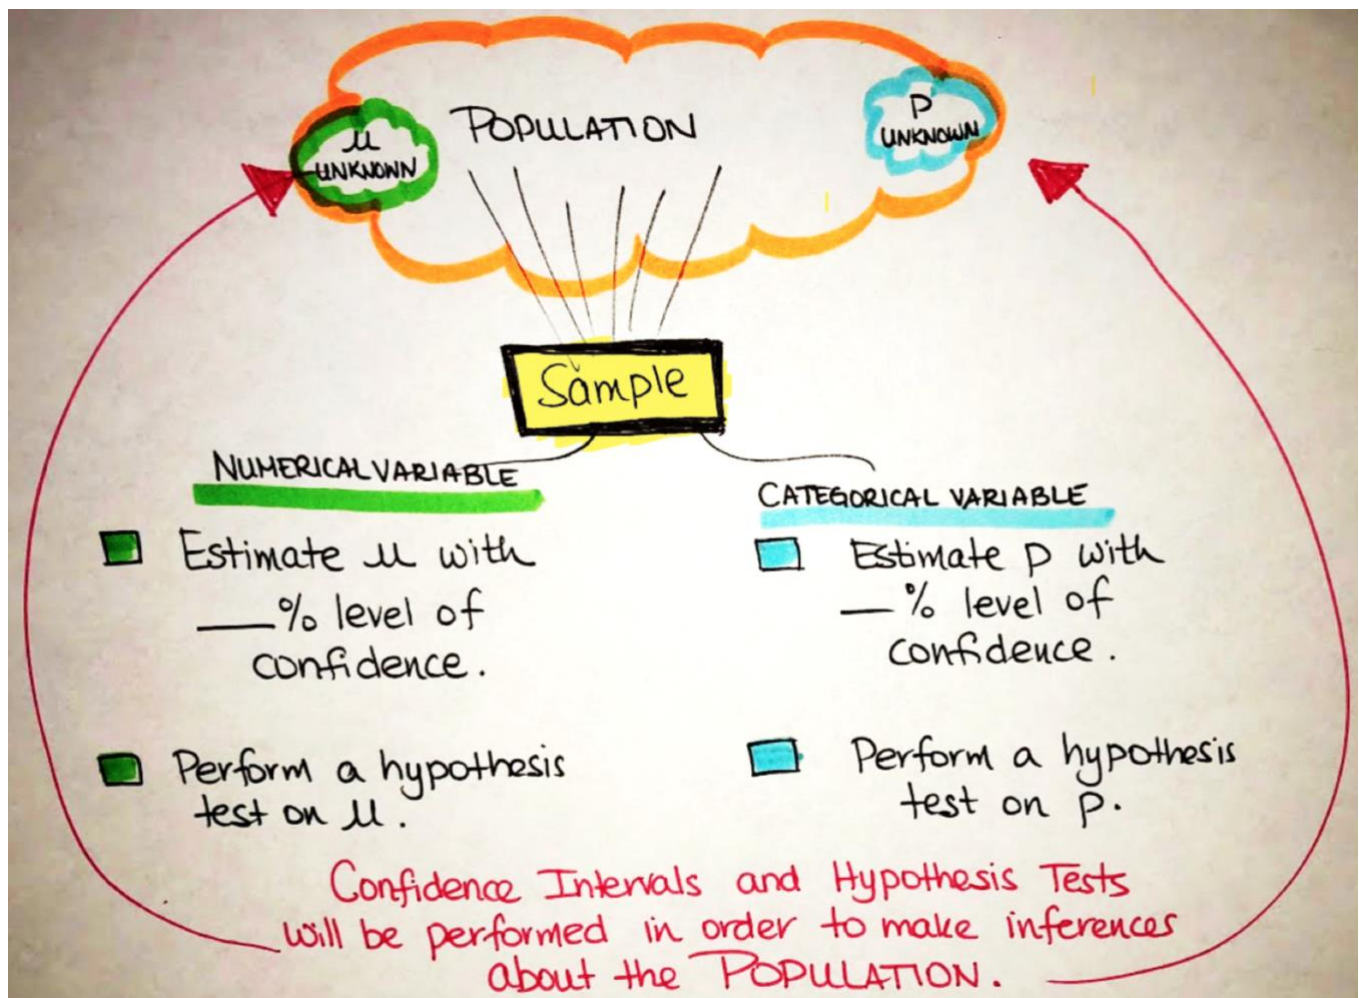 POPULATION
μ
UNKNOWN
P
UNKNOWN
Sample
NUMERICAL VARIABLE
Estimate μ with
___% level of
confidence.
Perform a hypothesis
test on μ.
CATEGORICAL VARIABLE
Estimate p with
__% level of
confidence.
Perform a hypothesis
test on p.
Confidence Intervals and Hypothesis Tests
will be performed in order to make inferences
about the POPULATION.